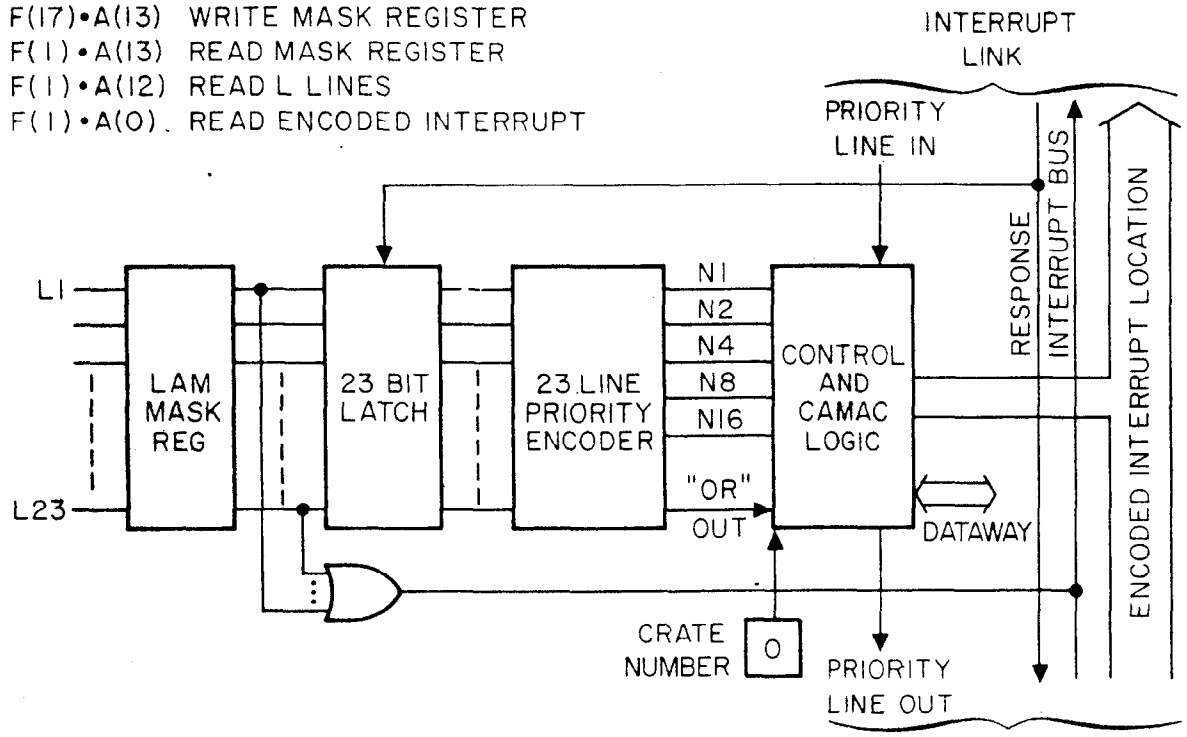 F(17)•A(13) WRITE MASK REGISTER
F(1)•A(13) READ MASK REGISTER
F(1)•A(12) READ L LINES
F(1)•A(0). READ ENCODED INTERRUPT
INTERRUPT
LINK
PRIORITY
LINE IN
RESPONSE
INTERRUPT BUS
ENCODED INTERRUPT LOCATION
L1
L23
LAM
MASK
REG
23 BIT
LATCH
23 LINE
PRIORITY
ENCODER
N1
N2
N4
N8
N16
"OR"
OUT
CONTROL
AND
CAMAC
LOGIC
DATAWAY
CRATE
NUMBER
0
PRIORITY
LINE OUT